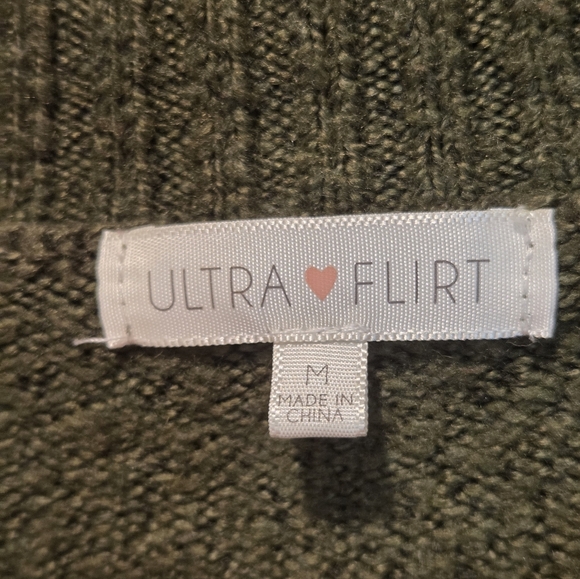 ULTRA ♥ FLIRT
M
MADE IN
CHINA